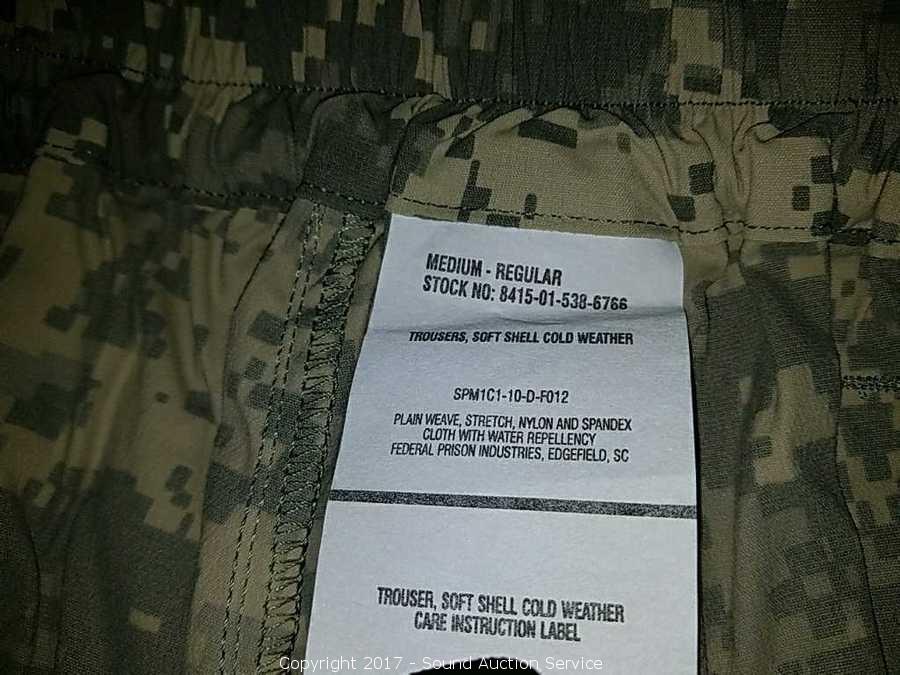 MEDIUM - REGULAR
STOCK NO: 8415-01-538-6766
TROUSERS, SOFT SHELL COLD WEATHER
SPM1C1-10-D-F012
PLAIN WEAVE, STRETCH, NYLON AND SPANDEX
CLOTH WITH WATER REPELLENCY
FEDERAL PRISON INDUSTRIES, EDGEFIELD, SC
TROUSER, SOFT SHELL COLD WEATHER
CARE INSTRUCTION LABEL
Copyright 2017 - Sound Auction Service